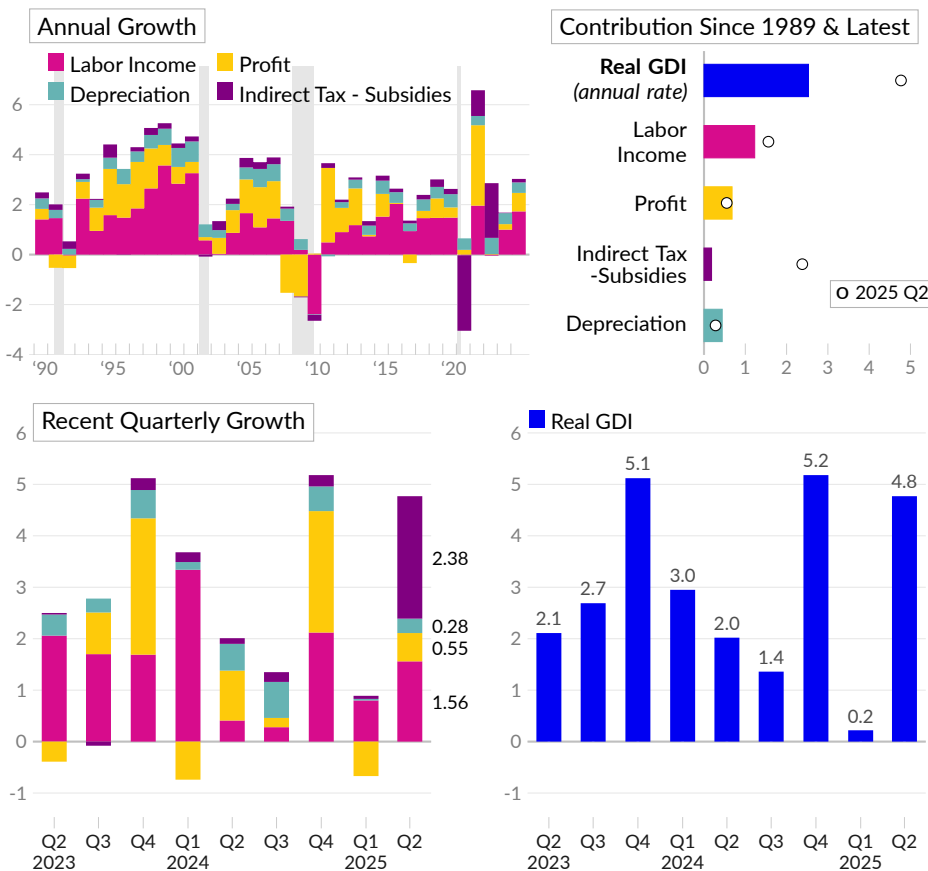 Annual Growth
Labor Income
Profit
Depreciation
Indirect Tax - Subsidies
6
4
2
0
-2
-4
‘90
‘95
‘00
‘05
‘10
‘15
‘20
Contribution Since 1989 & Latest
Real GDI
(annual rate)
Labor
Income
Profit
Indirect Tax
-Subsidies
Depreciation
2025 Q2
0 1 2 3 4 5
Recent Quarterly Growth
6
5
4
3
2
1
0
-1
2.38
0.28
0.55
1.56
Q2 Q3 Q4 Q1 Q2 Q3 Q4 Q1 Q2
2023 2024 2025
Real GDI
6
5
4
3
2
1
0
-1
2.1
2.7
5.1
3.0
2.0
1.4
5.2
0.2
4.8
Q2 Q3 Q4 Q1 Q2 Q3 Q4 Q1 Q2
2023 2024 2025